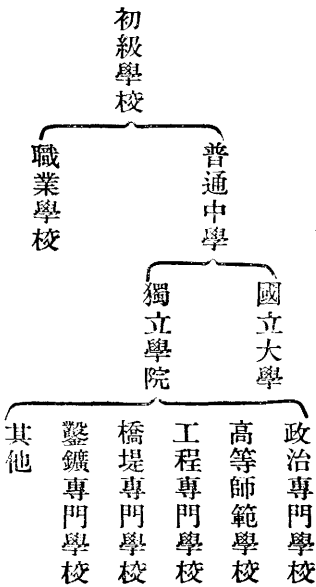 初級學校
普通中學
職業學校
國立大學
獨立學院
政治專門學校
高等師範學校
工程專門學校
橋堤專門學校
鑿鑛專門學校
其他